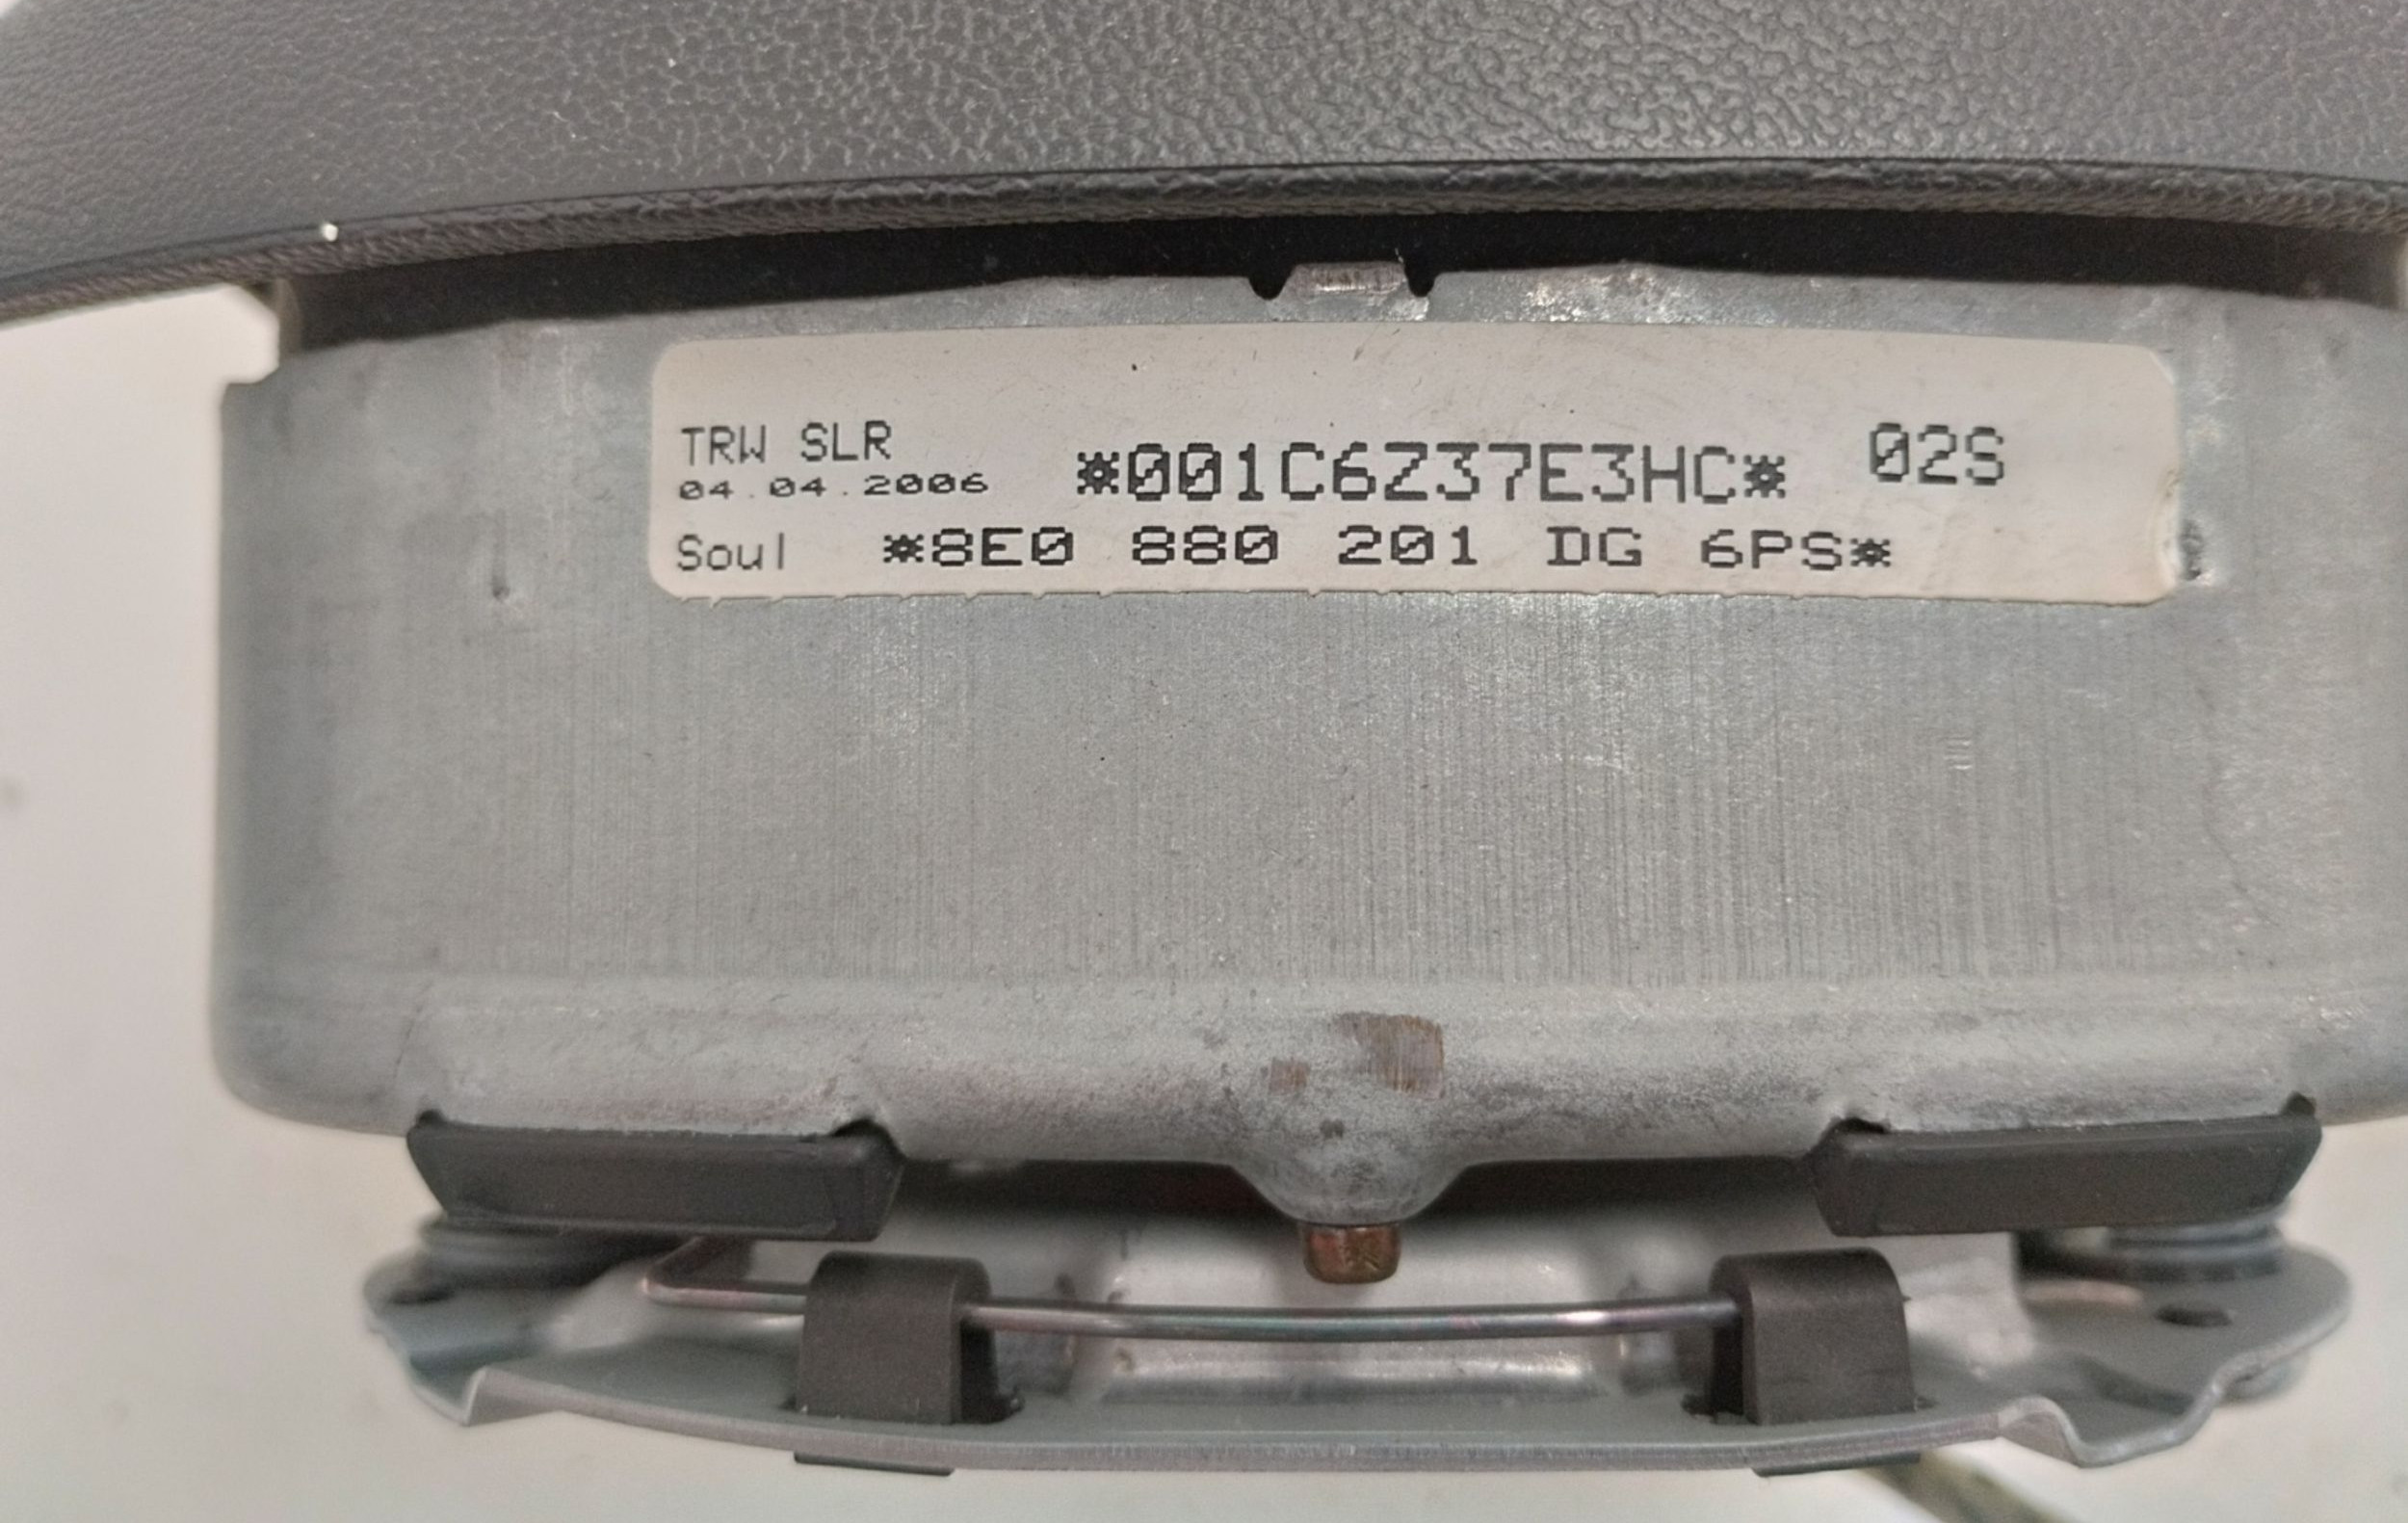 TRW SLR
04.04.2006 *001C6Z37E3HC* 02S
Soul *8E0 880 201 DG 6PS*